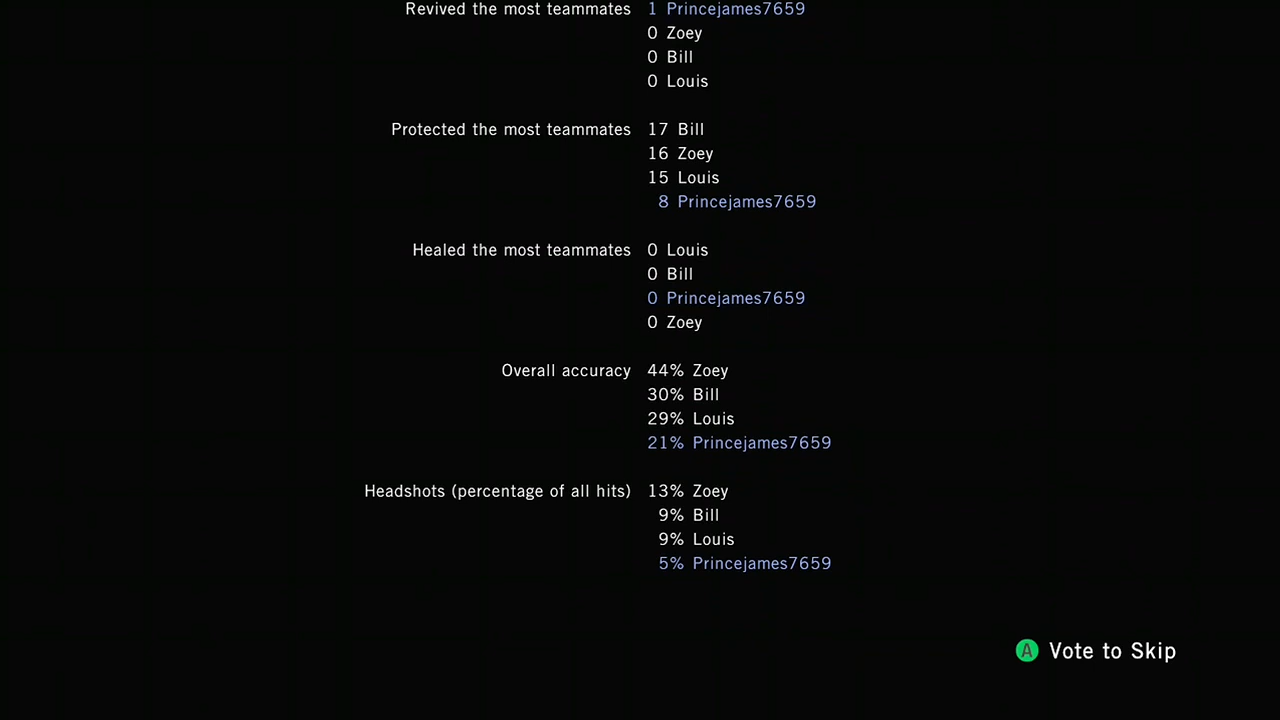 Revived the most teammates 1 Princejames7659
0 Zoey
0 Bill
0 Louis
Protected the most teammates 17 Bill
16 Zoey
15 Louis
8 Princejames7659
Healed the most teammates 0 Louis
0 Bill
0 Princejames7659
0 Zoey
Overall accuracy 44% Zoey
30% Bill
29% Louis
21% Princejames7659
Headshots (percentage of all hits) 13% Zoey
9% Bill
9% Louis
5% Princejames7659
A Vote to Skip